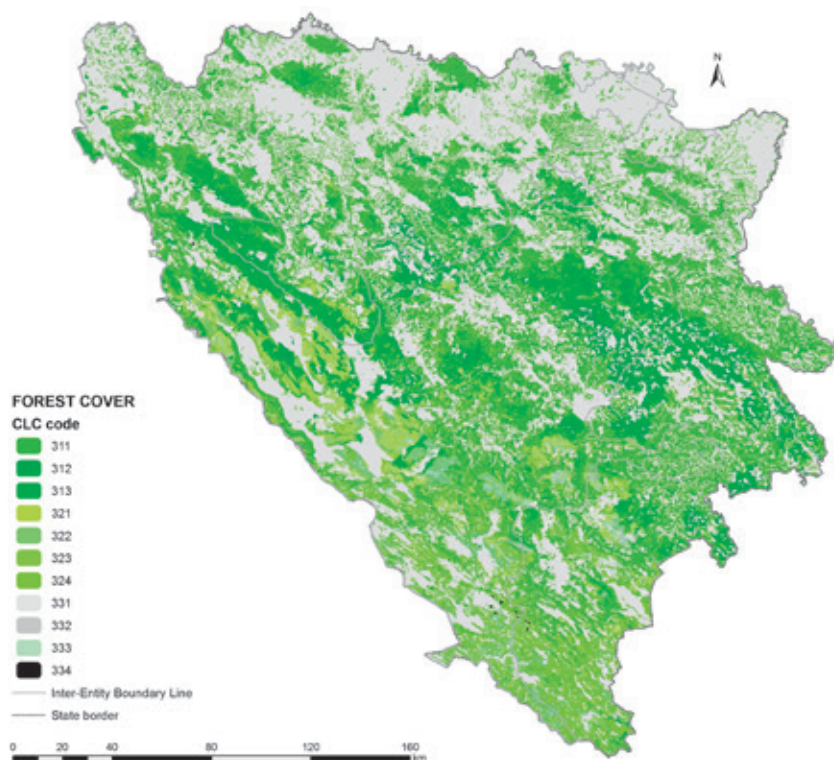 N
FOREST COVER
CLC code
311
312
313
321
322
323
324
331
332
333
334
Inter-Entity Boundary Line
State border
0 20 40 80 120 160
km